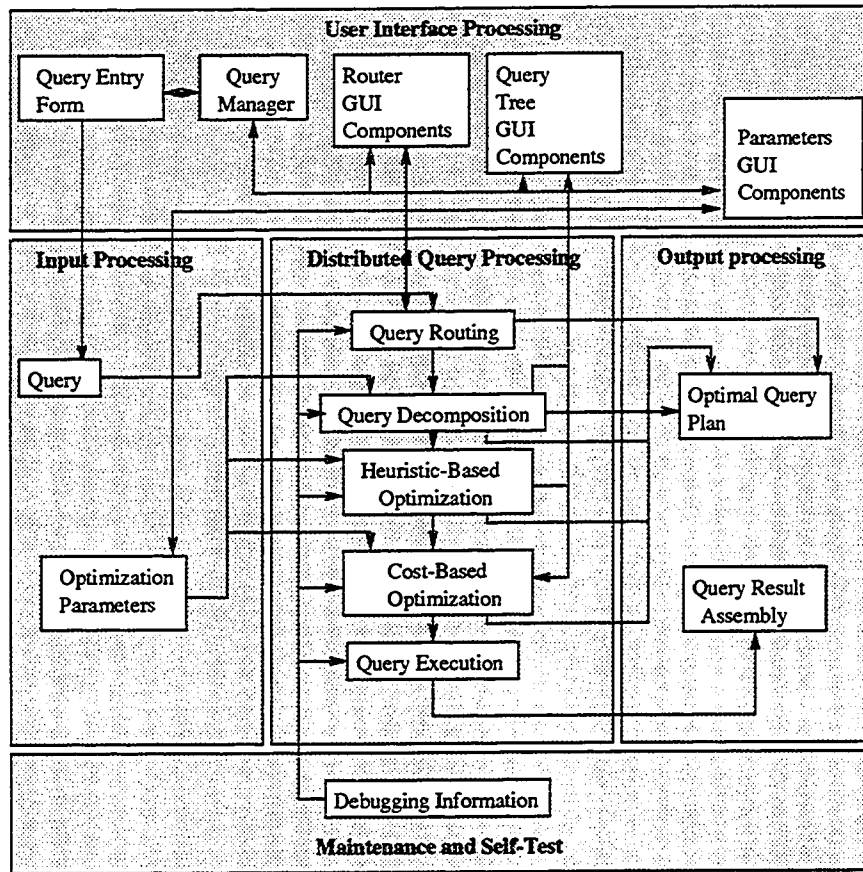 User Interface Processing
Query Entry
Form
Query
Manager
Router
GUI
Components
Query
Tree
GUI
Components
Parameters
GUI
Components
Input Processing
Distributed Query Processing
Output processing
Query Routing
Query
Query Decomposition
Optimal Query
Plan
Heuristic-Based
Optimization
Optimization
Parameters
Cost-Based
Optimization
Query Result
Assembly
Query Execution
Debugging Information
Maintenance and Self-Test